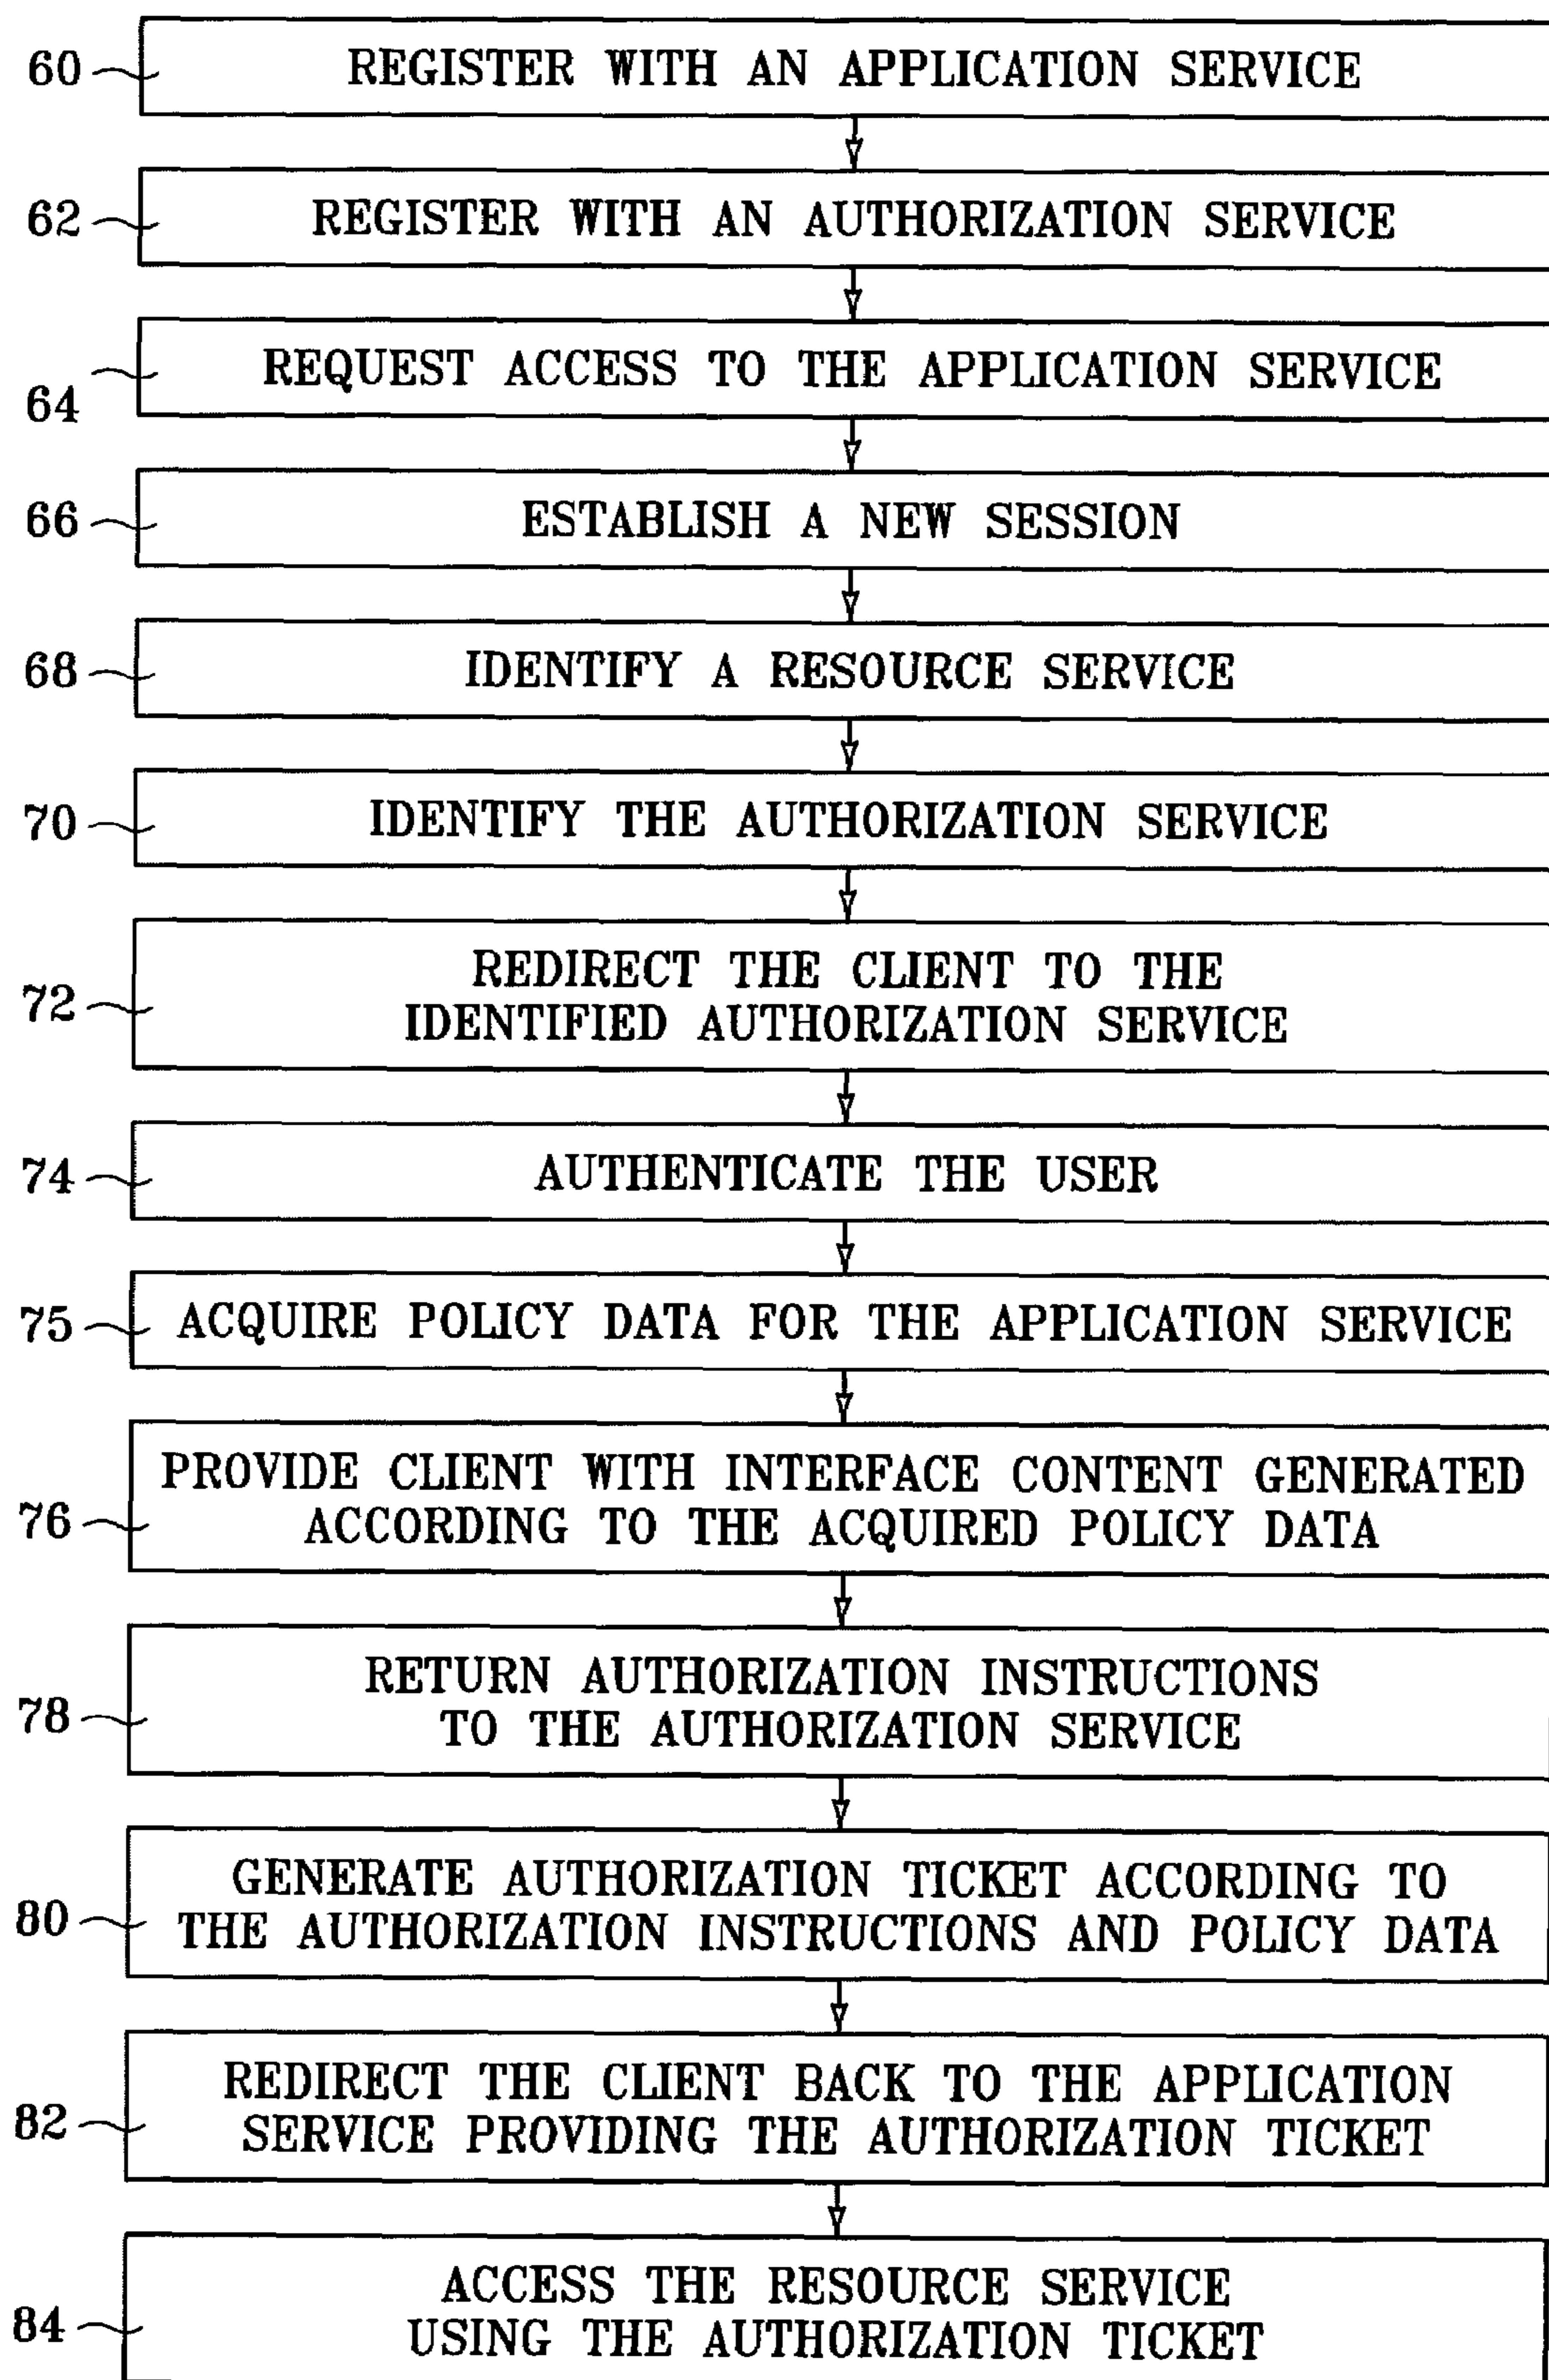 60 REGISTER WITH AN APPLICATION SERVICE
62 REGISTER WITH AN AUTHORIZATION SERVICE
64 REQUEST ACCESS TO THE APPLICATION SERVICE
66 ESTABLISH A NEW SESSION
68 IDENTIFY A RESOURCE SERVICE
70 IDENTIFY THE AUTHORIZATION SERVICE
72 REDIRECT THE CLIENT TO THE
IDENTIFIED AUTHORIZATION SERVICE
74 AUTHENTICATE THE USER
75 ACQUIRE POLICY DATA FOR THE APPLICATION SERVICE
76 PROVIDE CLIENT WITH INTERFACE CONTENT GENERATED
ACCORDING TO THE ACQUIRED POLICY DATA
78 RETURN AUTHORIZATION INSTRUCTIONS
TO THE AUTHORIZATION SERVICE
80 GENERATE AUTHORIZATION TICKET ACCORDING TO
THE AUTHORIZATION INSTRUCTIONS AND POLICY DATA
82 REDIRECT THE CLIENT BACK TO THE APPLICATION
SERVICE PROVIDING THE AUTHORIZATION TICKET
84 ACCESS THE RESOURCE SERVICE
USING THE AUTHORIZATION TICKET